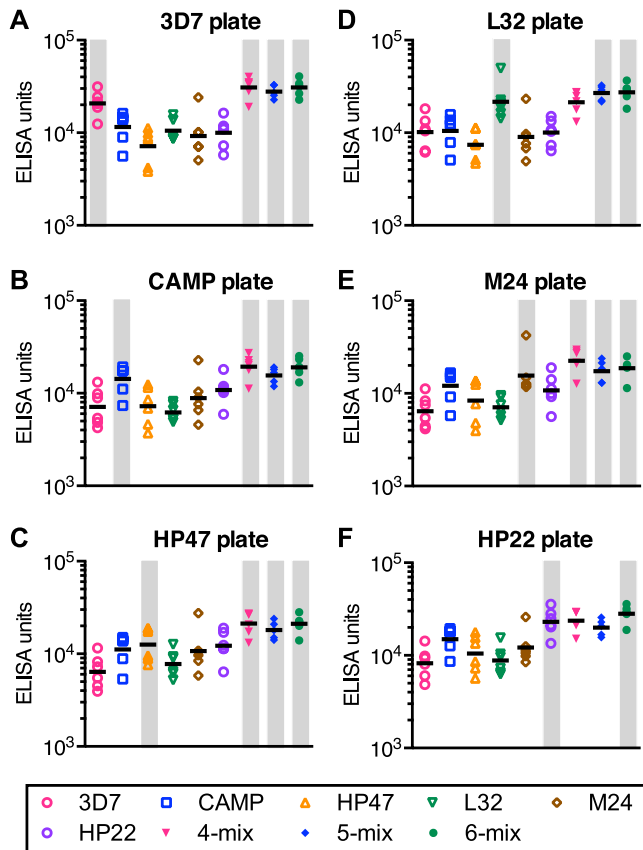 A 3D7 plate
10^5
10^4
10^3
ELISA units
D L32 plate
10^5
10^4
10^3
ELISA units
B CAMP plate
10^5
10^4
10^3
ELISA units
E M24 plate
10^5
10^4
10^3
ELISA units
C HP47 plate
10^5
10^4
10^3
ELISA units
F HP22 plate
10^5
10^4
10^3
ELISA units
3D7 CAMP HP47 L32 M24
HP22 4-mix 5-mix 6-mix